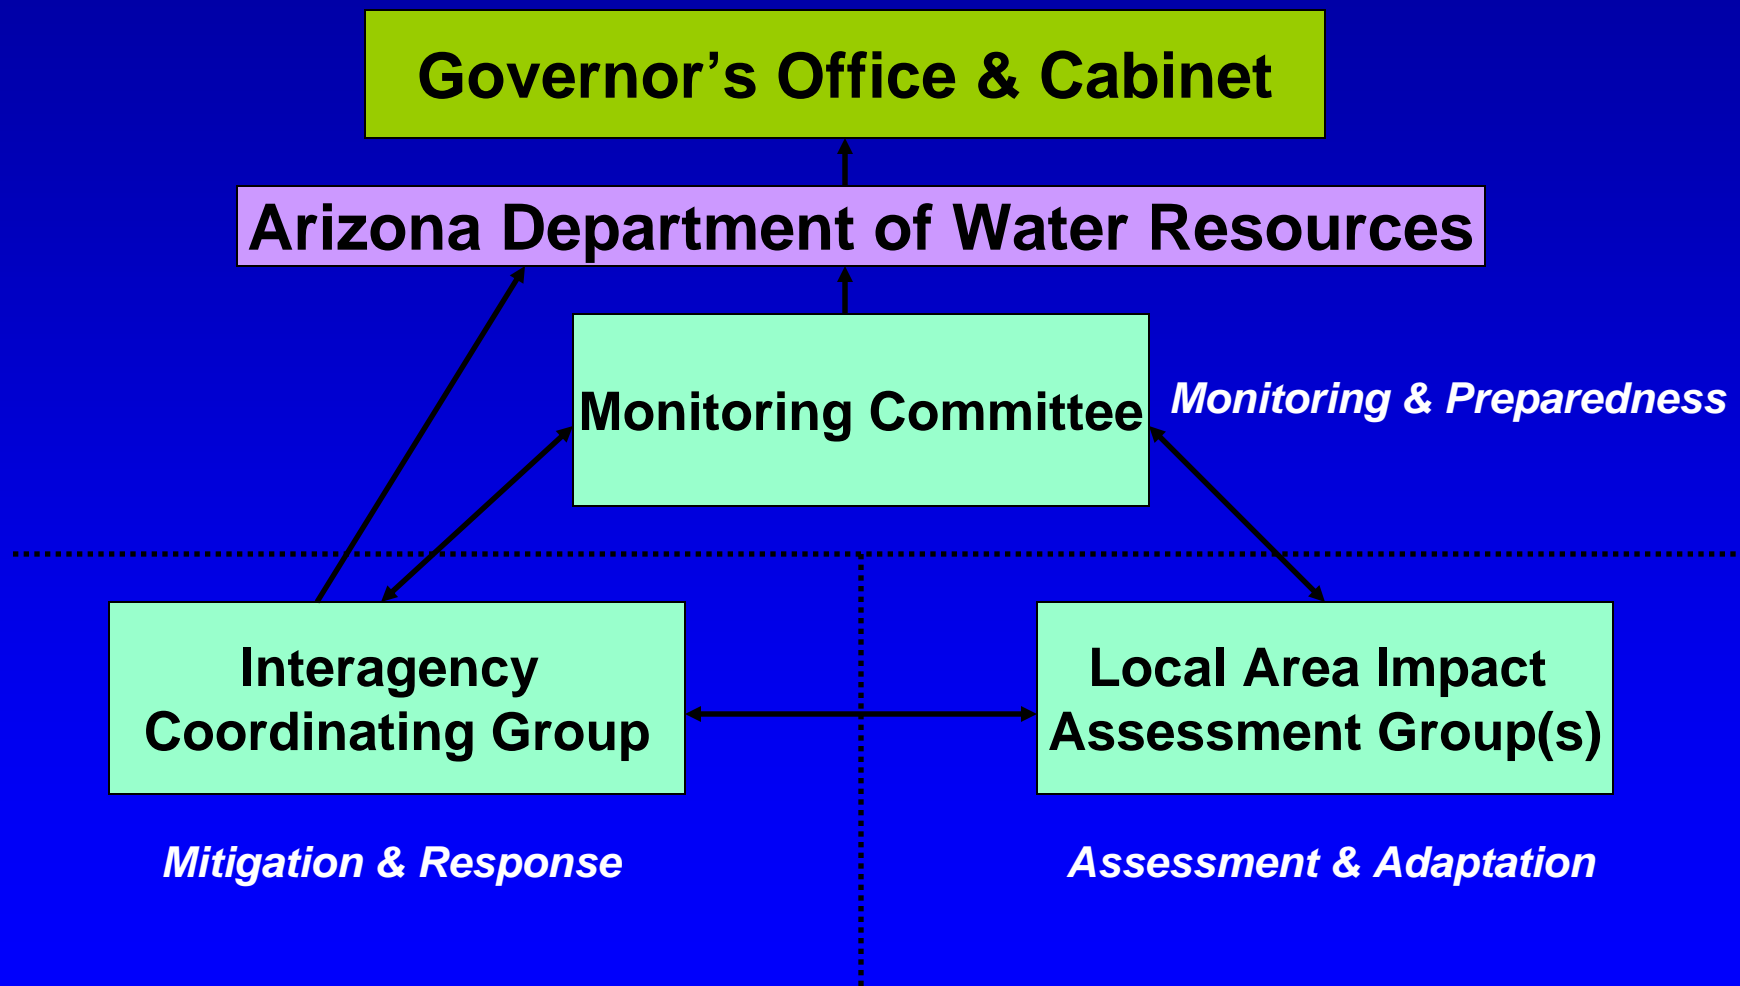 Governor’s Office & Cabinet
Arizona Department of Water Resources
Monitoring Committee
Monitoring & Preparedness
Interagency
Coordinating Group
Local Area Impact
Assessment Group(s)
Mitigation & Response
Assessment & Adaptation